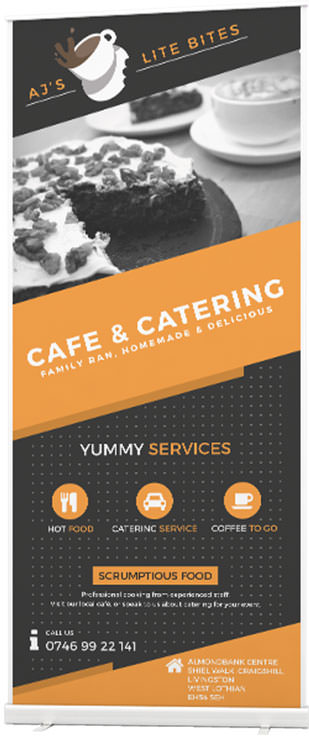 AJ'S LITE BITES
CAFE & CATERING
FAMILY RAN, HOMEMADE & DELICIOUS
YUMMY SERVICES
HOT FOOD CATERING SERVICE COFFEE TO GO
SCRUMPTIOUS FOOD
Professional cooking from experienced staff.
Visit our local cafe, or speak to us about catering for your event.
CALL US
0746 99 22 141
ALMONDBANK CENTRE
SHIEL WALK ,CRAIGSHILL
LIVINGSTON
WEST LOTHIAN
EH54 5EH